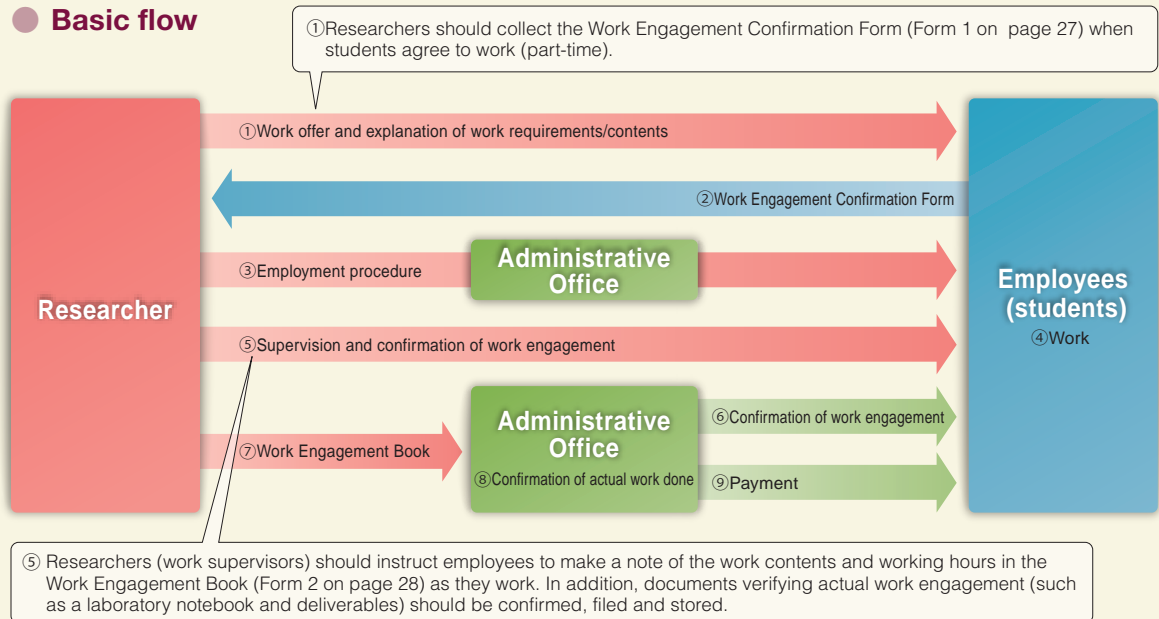 Basic flow
①Researchers should collect the Work Engagement Confirmation Form (Form 1 on page 27) when
students agree to work (part-time).
①Work offer and explanation of work requirements/contents
②Work Engagement Confirmation Form
③Employment procedure
Administrative
Office
Researcher
Employees
(students)
④Work
⑤Supervision and confirmation of work engagement
Administrative
Office
⑥Confirmation of work engagement
⑦Work Engagement Book
⑧Confirmation of actual work done
⑨Payment
⑤ Researchers (work supervisors) should instruct employees to make a note of the work contents and working hours in the
Work Engagement Book (Form 2 on page 28) as they work. In addition, documents verifying actual work engagement (such
as a laboratory notebook and deliverables) should be confirmed, filed and stored.